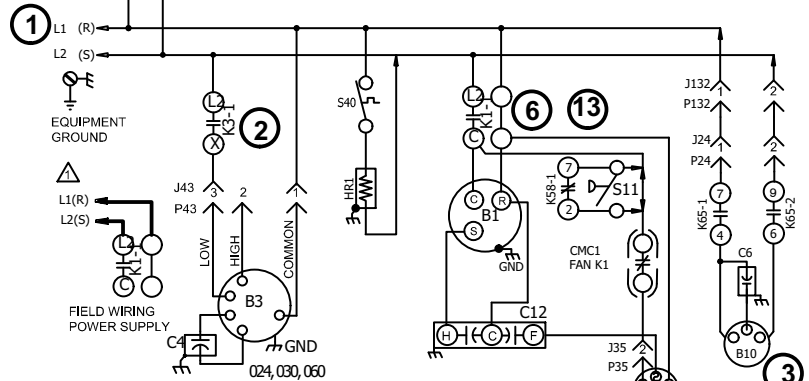 1
L1 (R)
L2 (S)
EQUIPMENT
GROUND
1
L1(R)
L2(S)
L2
K1-
C
FIELD WIRING
POWER SUPPLY
L2
K3-1
X
2
J43
3
2
1
P43
LOW
HIGH
COMMON
B3
C4
GND
024, 030, 060
S40
HR1
L2
K1-
C
6
13
C
R
B1
S
GND
7
K58-1
S11
2
CMC1
FAN K1
C12
H
C
F
J35
2
P35
J132
1
2
P132
J24
1
2
P24
7
9
K65-1
K65-2
4
6
C6
B10
3